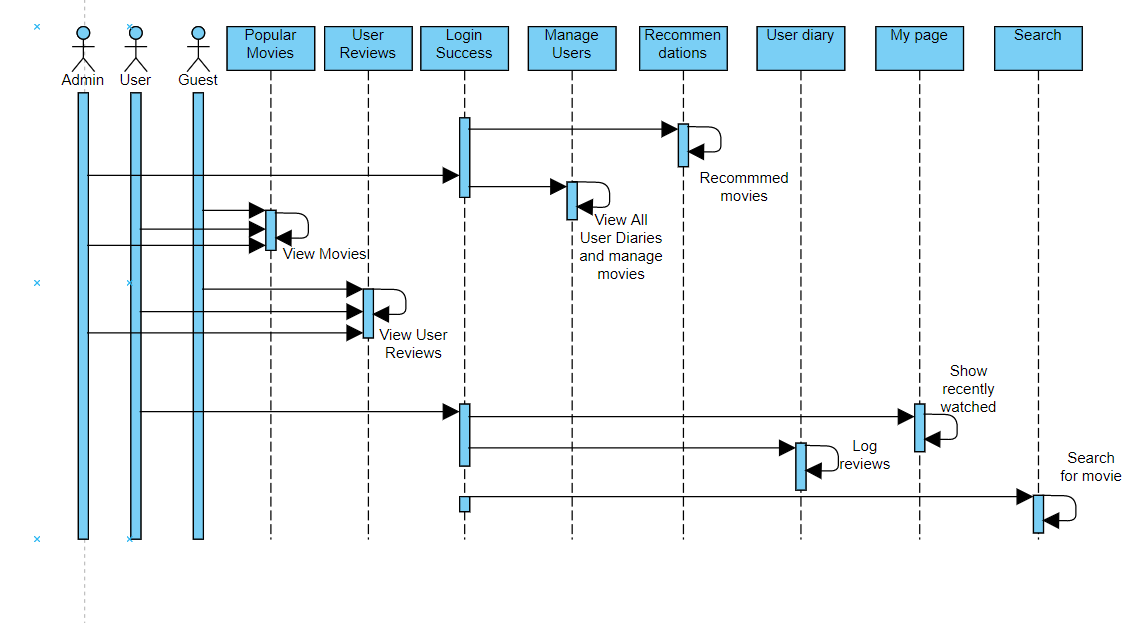 Admin
User
Guest
Popular
Movies
User
Reviews
Login
Success
Manage
Users
Recommen
dations
User diary
My page
Search
Recommmed
movies
View All
User Diaries
and manage
movies
View Movies
View User
Reviews
Show
recently
watched
Log
reviews
Search
for movie